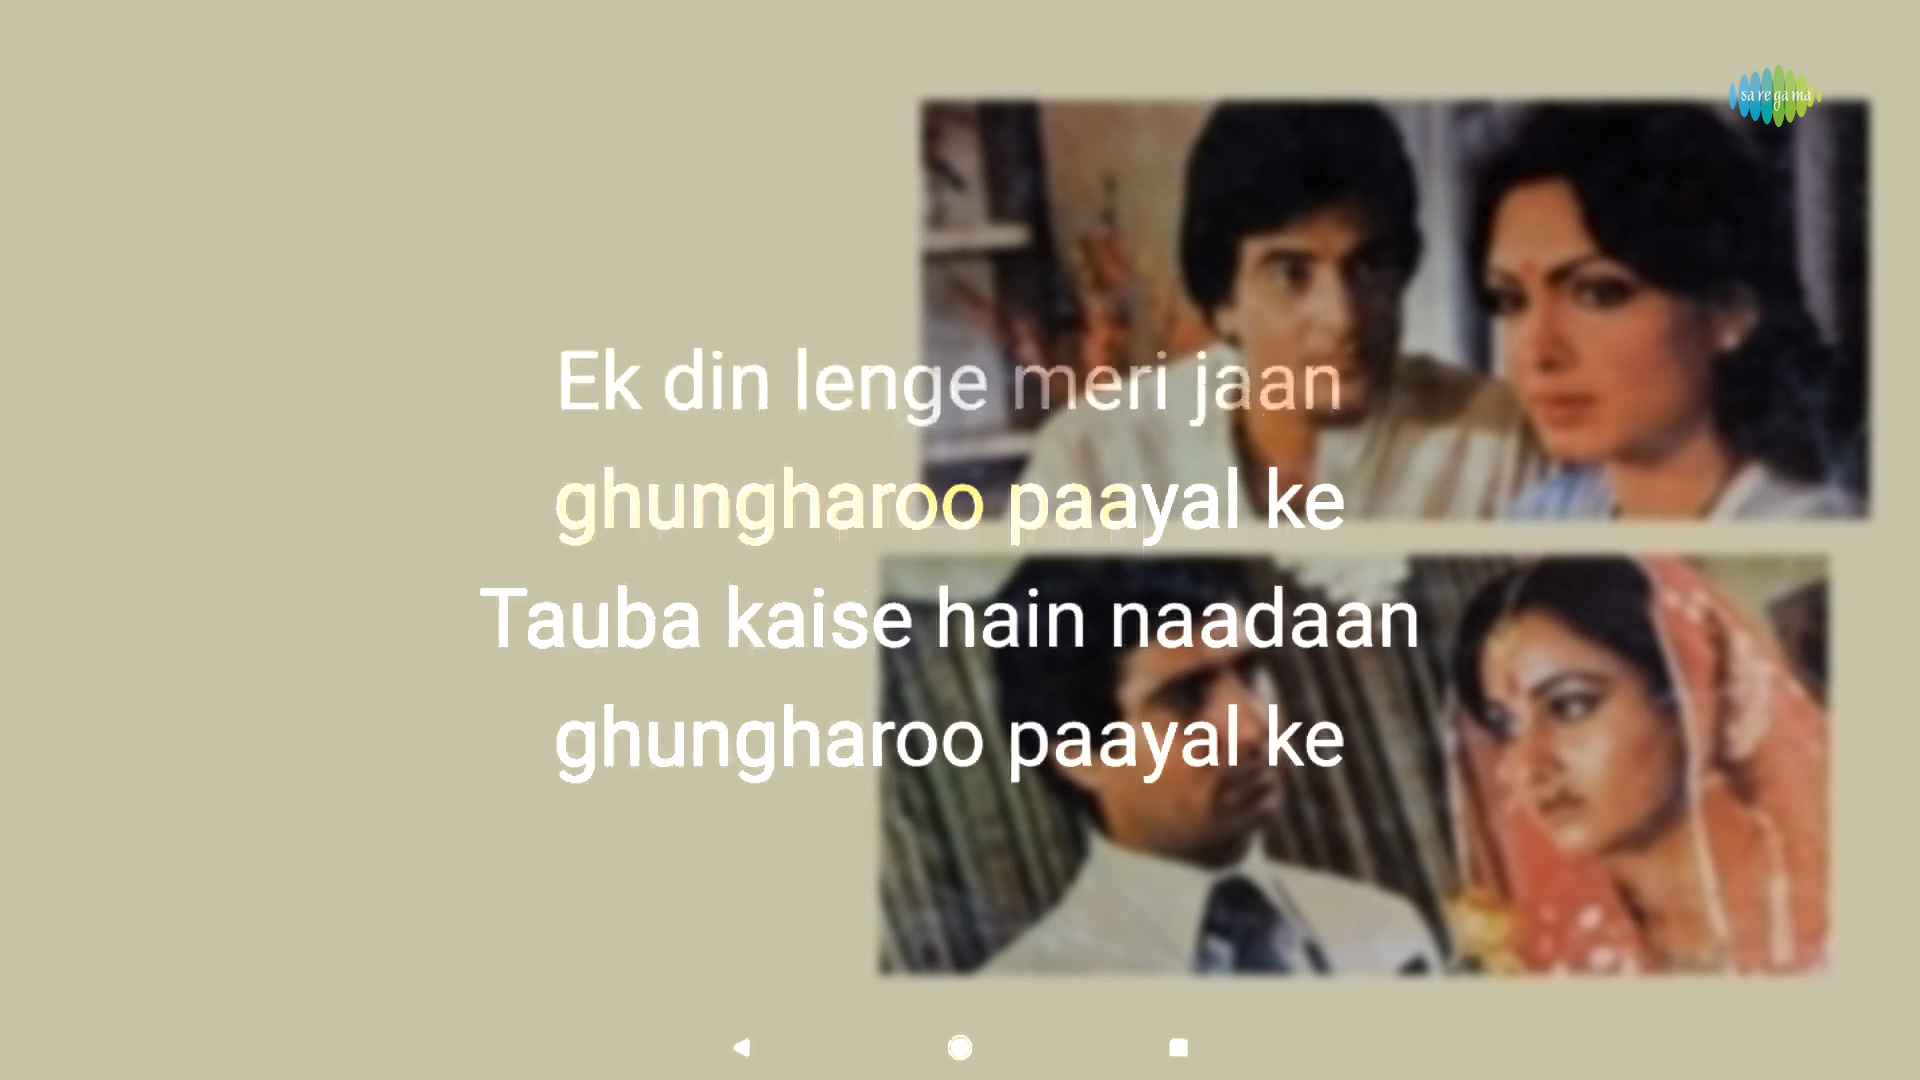 sa re ga ma
Ek din lenge meri jaan
ghungharoo paayal ke
Tauba kaise hain naadaan
ghungharoo paayal ke